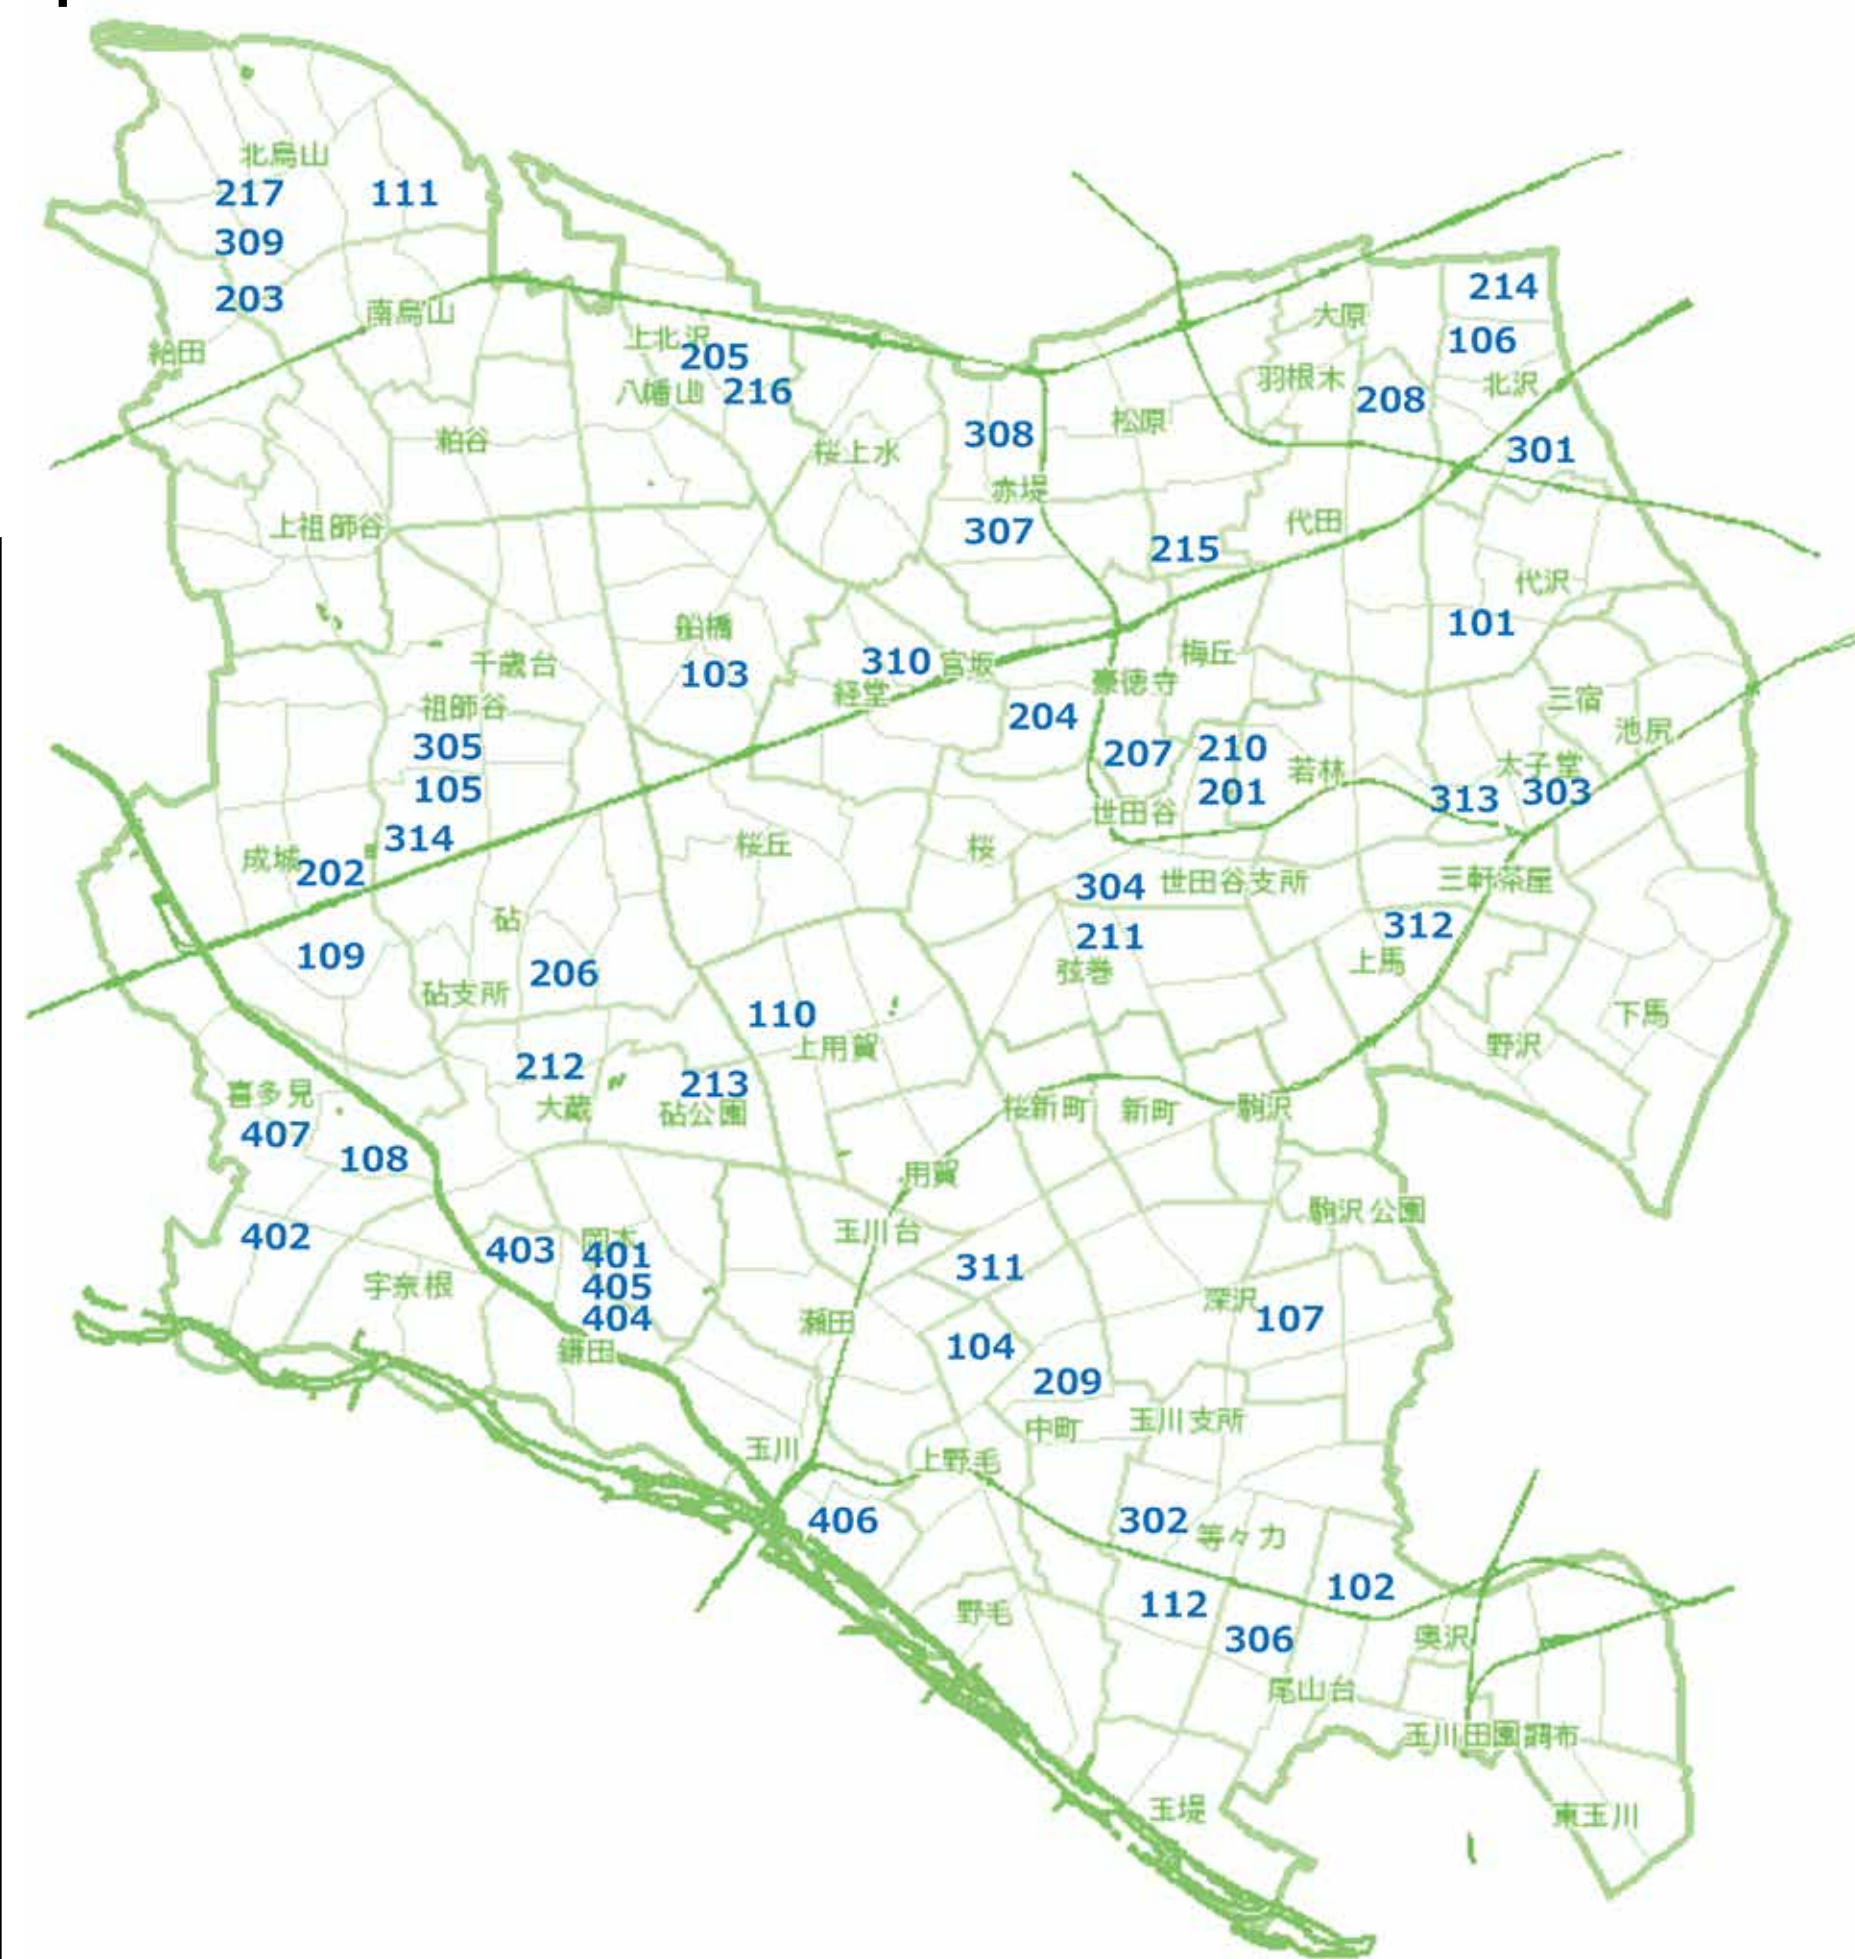 北烏山
217
111
309
203
南烏山
給田
214
大原
106
上北沢
205
八幡山
216
羽根木
208
北沢
粕谷
桜上水
308
松原
301
赤堤
上祖師谷
307
215
代田
代沢
101
船橋
103
千歳台
310
宮坂
経堂
豪徳寺
梅丘
祖師谷
305
105
204
三宿
池尻
207
210
201
若林
太子堂
313
303
世田谷
314
成城
202
桜丘
桜
304
世田谷支所
三軒茶屋
砧
109
206
砧支所
211
弦巻
312
上馬
110
上用賀
下馬
野沢
212
大蔵
213
砧公園
喜多見
407
108
桜新町
新町
駒沢
用賀
402
403
岡本
401
405
404
玉川台
駒沢公園
宇奈根
311
瀬田
深沢
107
鎌田
104
209
中町
玉川支所
玉川
上野毛
406
302
等々力
102
野毛
112
306
奥沢
尾山台
玉川田園調布
玉堤
東玉川